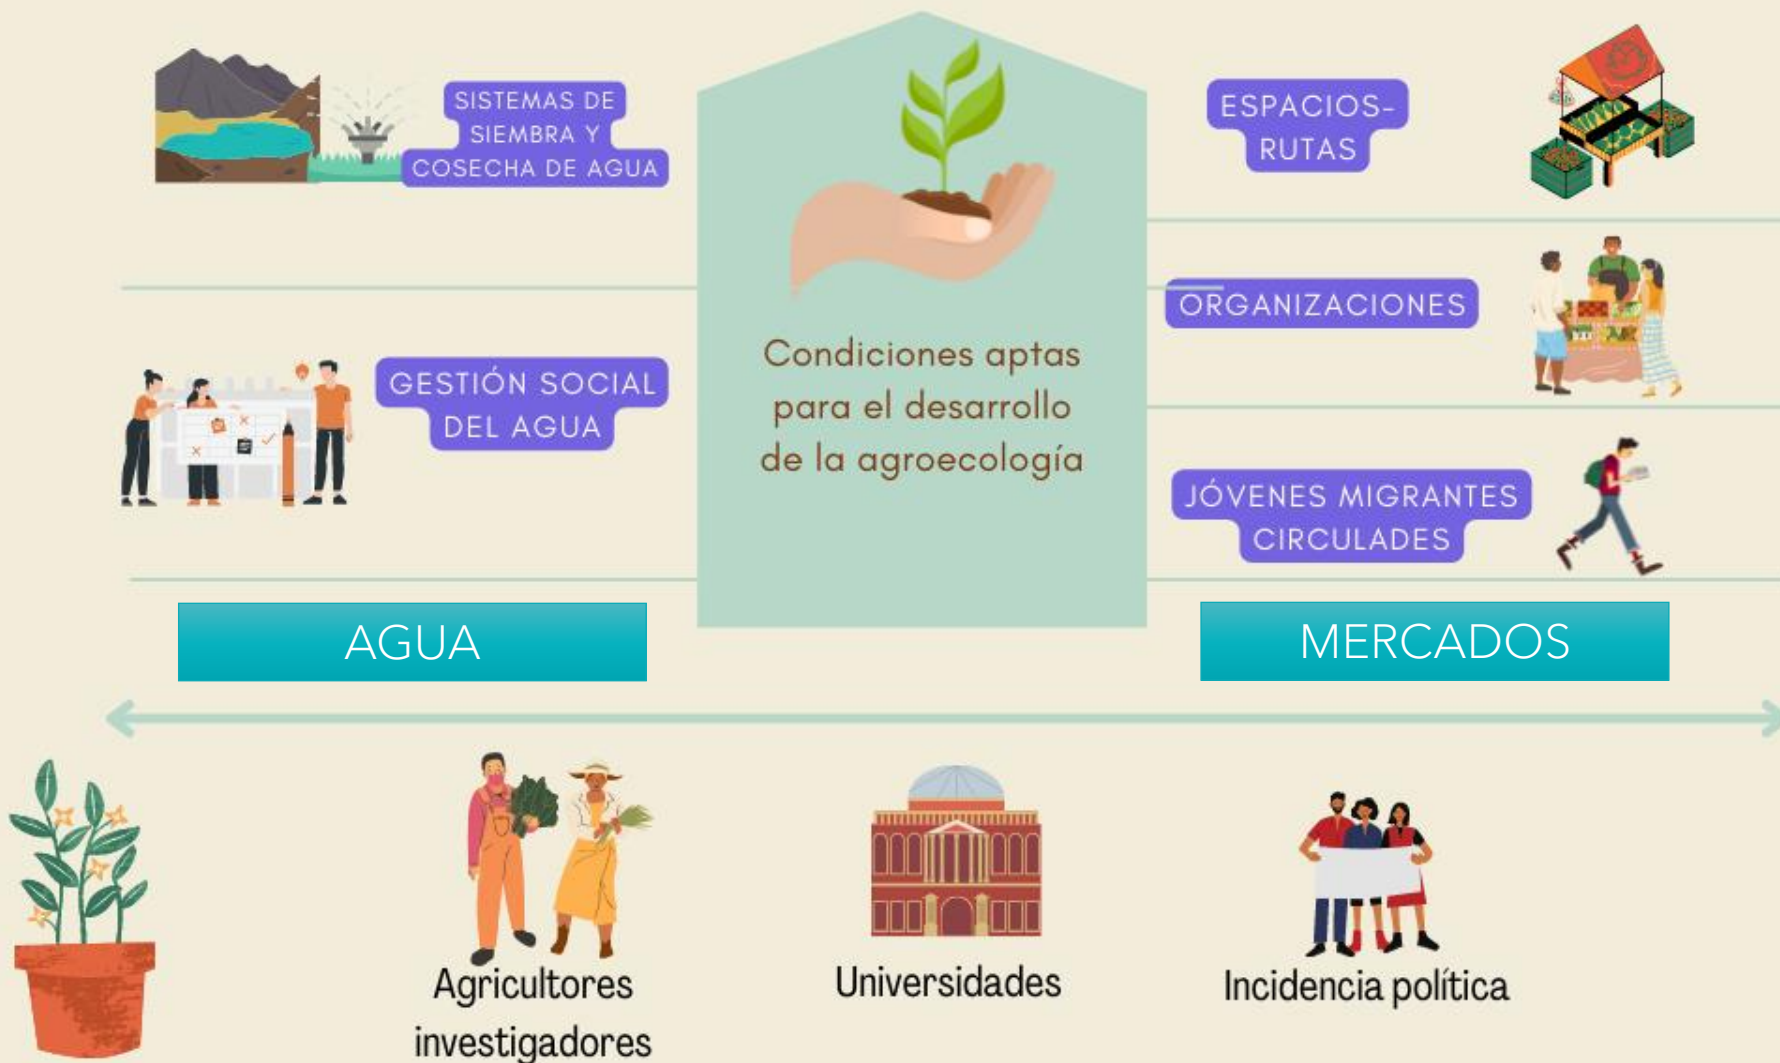 SISTEMAS DE
SIEMBRA Y
COSECHA DE AGUA
GESTIÓN SOCIAL
DEL AGUA
AGUA
Condiciones aptas
para el desarrollo
de la agroecología
ESPACIOS-
RUTAS
ORGANIZACIONES
JÓVENES MIGRANTES
CIRCULADES
MERCADOS
Agricultores
investigadores
Universidades
Incidencia política